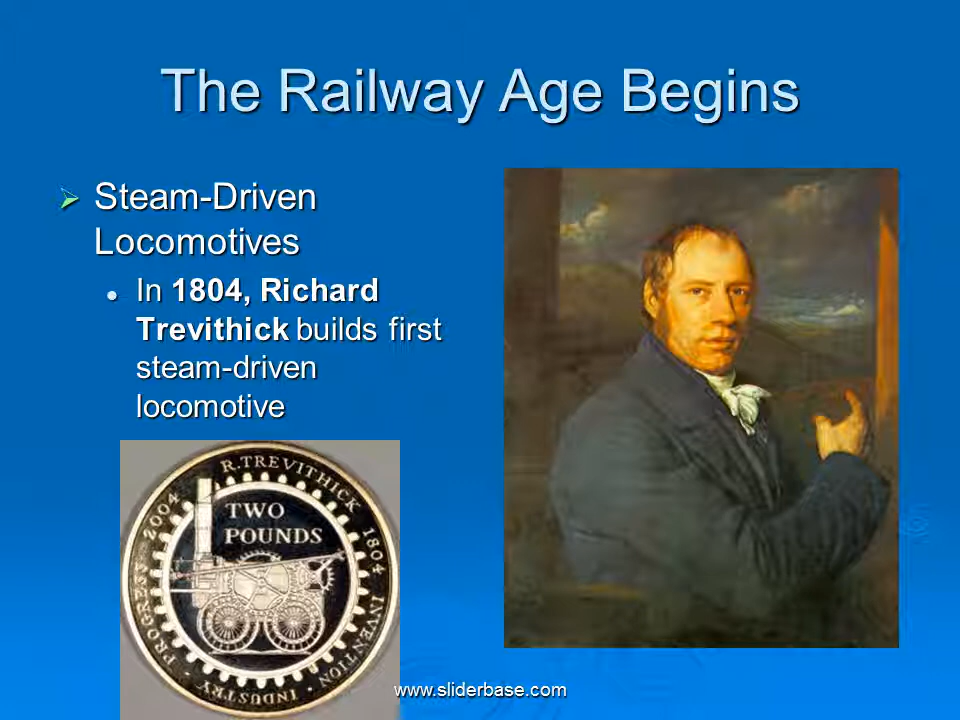 The Railway Age Begins
Steam-Driven
Locomotives
In 1804, Richard
Trevithick builds first
steam-driven
locomotive
R.TREVITHICK 1804 INVENTION · INDUSTRY · PROGRESS 2004
TWO
POUNDS
www.sliderbase.com